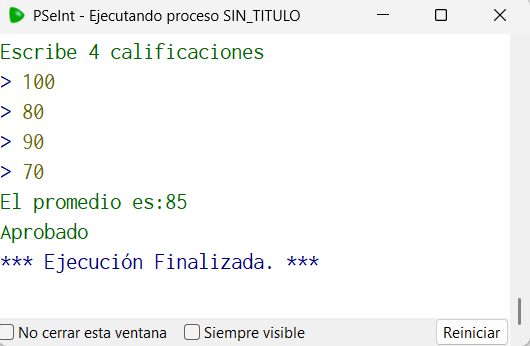 PSeInt - Ejecutando proceso SIN_TITULO
Escribe 4 calificaciones
> 100
> 80
> 90
> 70
El promedio es:85
Aprobado
*** Ejecución Finalizada. ***
No cerrar esta ventana Siempre visible Reiniciar